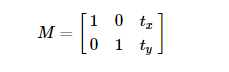 M = [ 1 0 t_x ]
[ 0 1 t_y ]